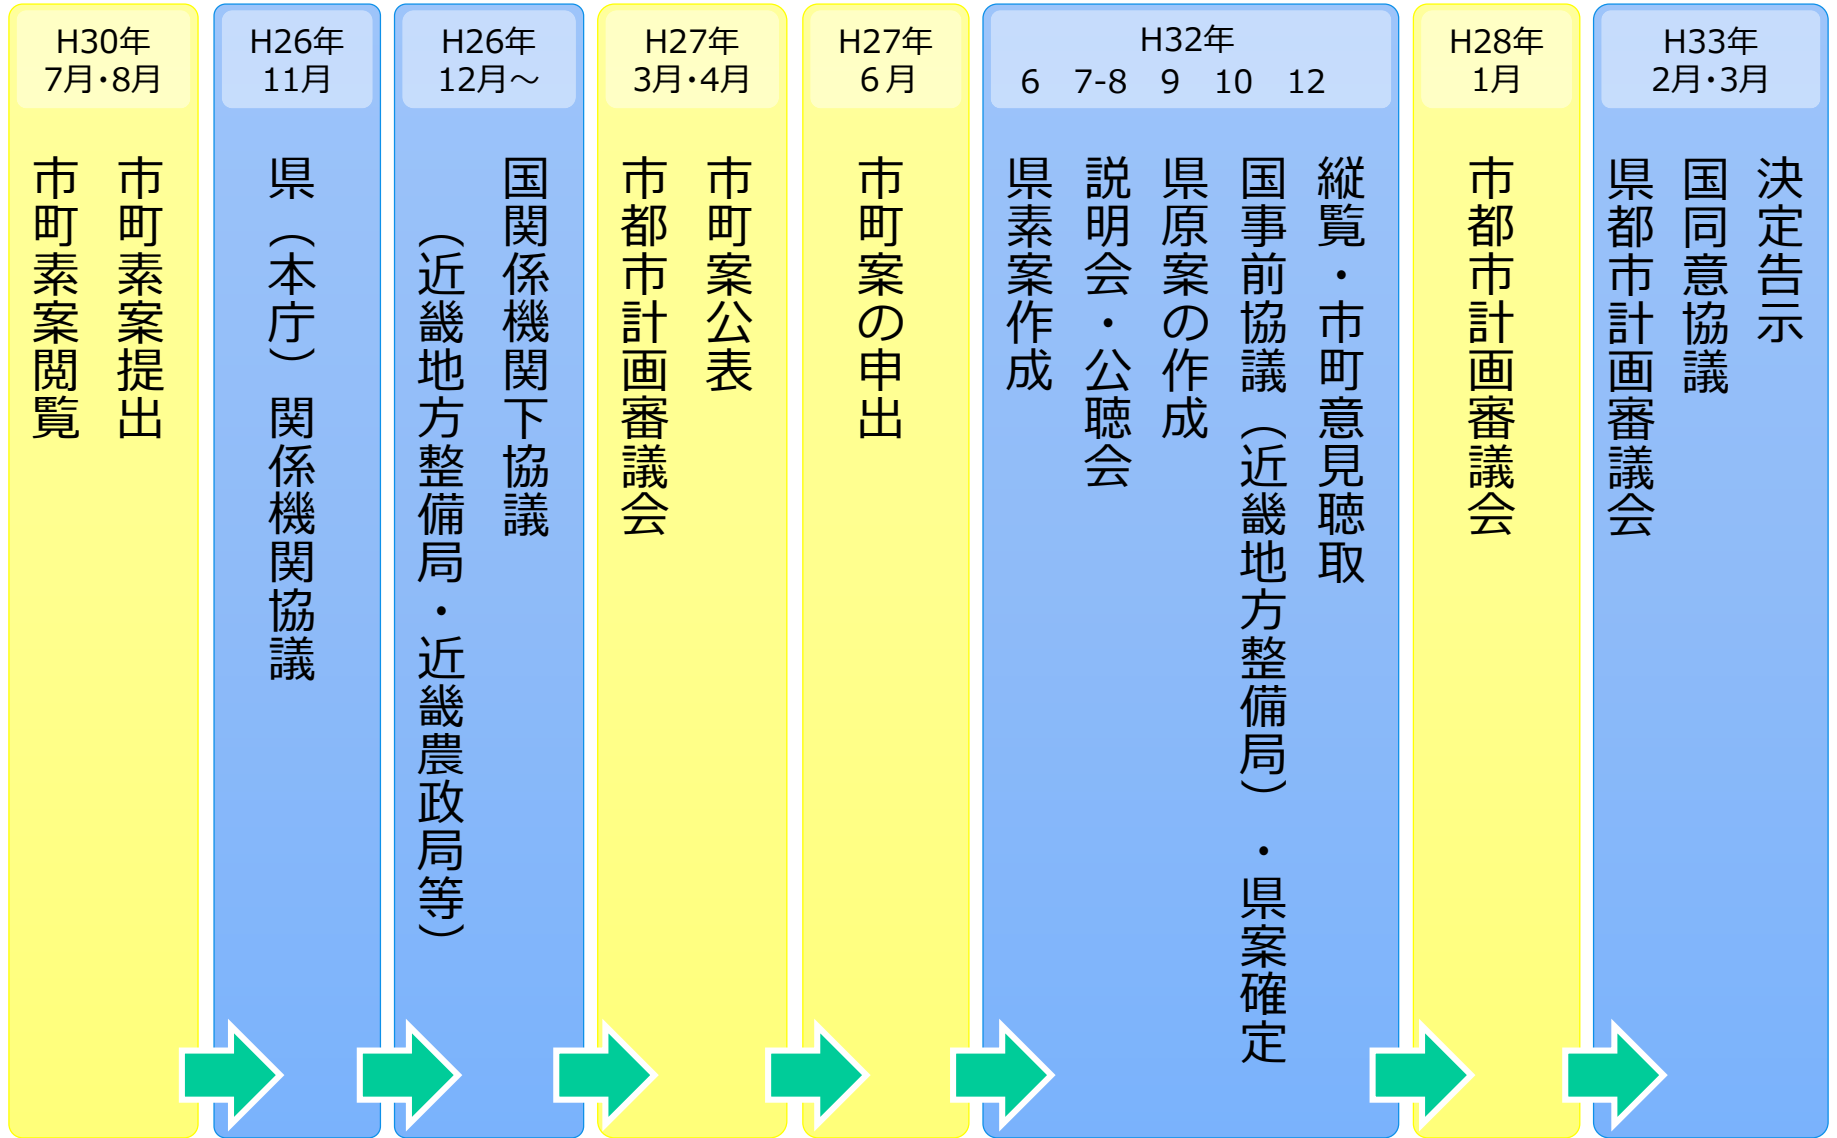 H30年
7月･8月
市町素案閲覧
市町素案提出
H26年
11月
県（本庁）関係機関協議
H26年
12月～
国関係機関下協議
（近畿地方整備局・近畿農政局等）
H27年
3月･4月
市都市計画審議会
市町案公表
H27年
６月
市町案の申出
H32年
6 7-8 9 10 12
県素案作成
説明会・公聴会
県原案の作成
国事前協議（近畿地方整備局）・県案確定
縦覧・市町意見聴取
H28年
1月
市都市計画審議会
H33年
2月･3月
県都市計画審議会
国同意協議
決定告示